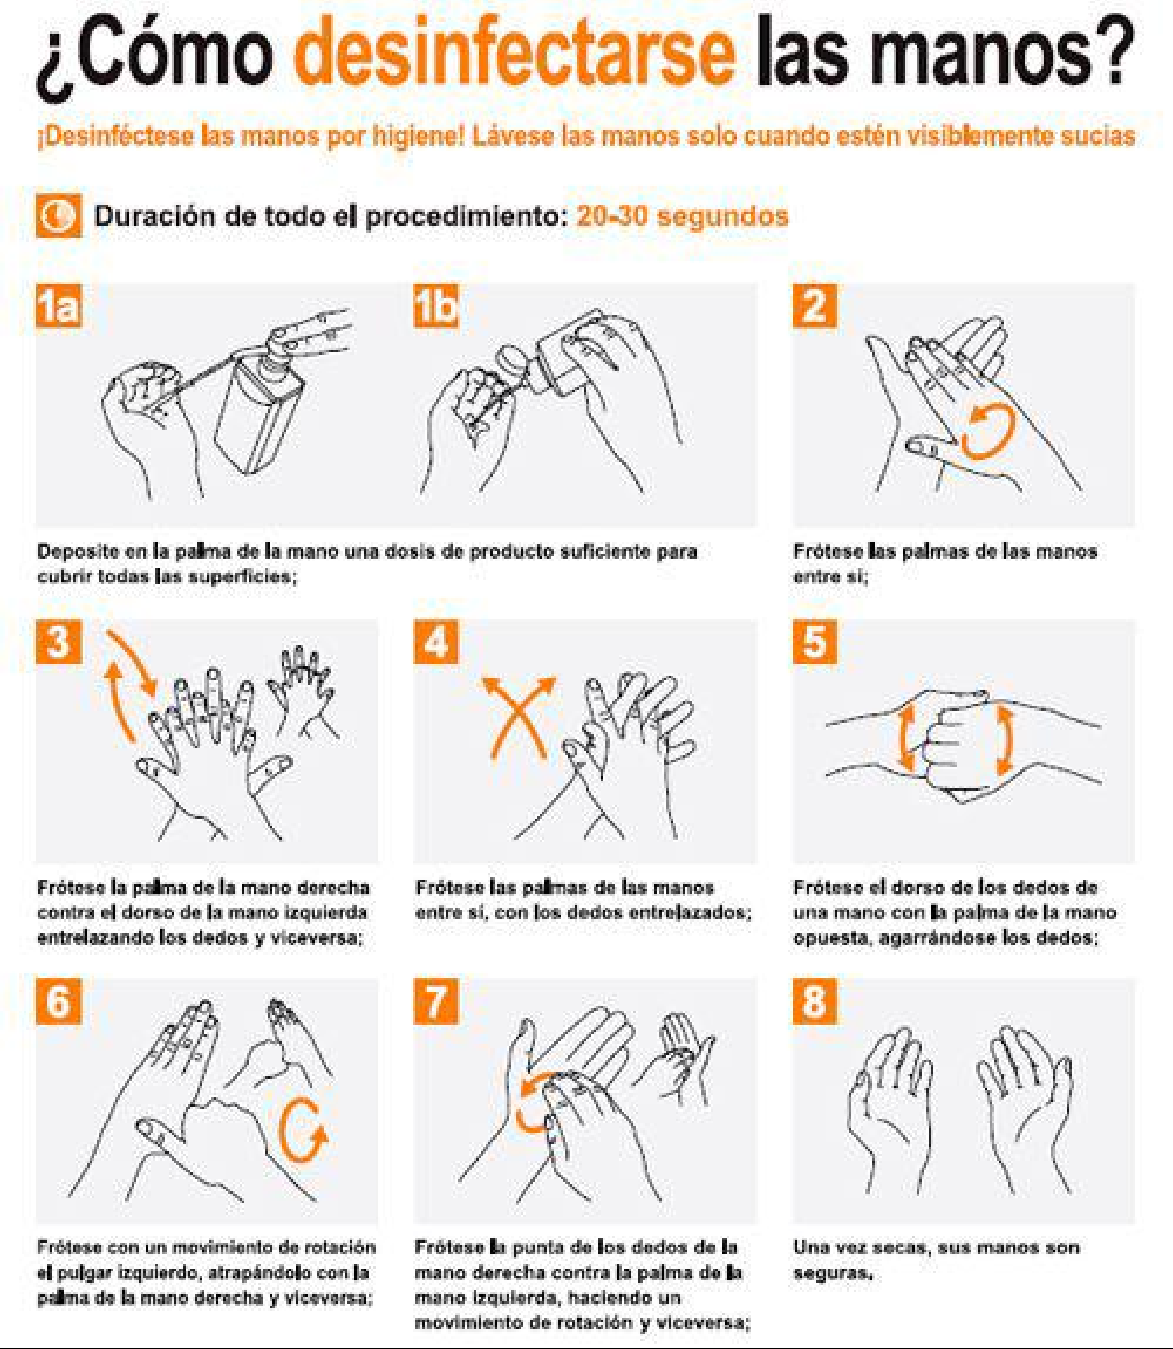 ¿Cómo desinfectarse las manos?
¡Desinféctese las manos por higiene! Lávese las manos solo cuando estén visiblemente sucias
Duración de todo el procedimiento: 20-30 segundos
1a
1b
2
Deposite en la palma de la mano una dosis de producto suficiente para
cubrir todas las superficies;
Frótese las palmas de las manos
entre sí;
3
4
5
Frótese la palma de la mano derecha
contra el dorso de la mano izquierda
entrelazando los dedos y viceversa;
Frótese las palmas de las manos
entre sí, con los dedos entrelazados;
Frótese el dorso de los dedos de
una mano con la palma de la mano
opuesta, agarrándose los dedos;
6
7
8
Frótese con un movimiento de rotación
el pulgar izquierdo, atrapándolo con la
palma de la mano derecha y viceversa;
Frótese la punta de los dedos de la
mano derecha contra la palma de la
mano izquierda, haciendo un
movimiento de rotación y viceversa;
Una vez secas, sus manos son
seguras.